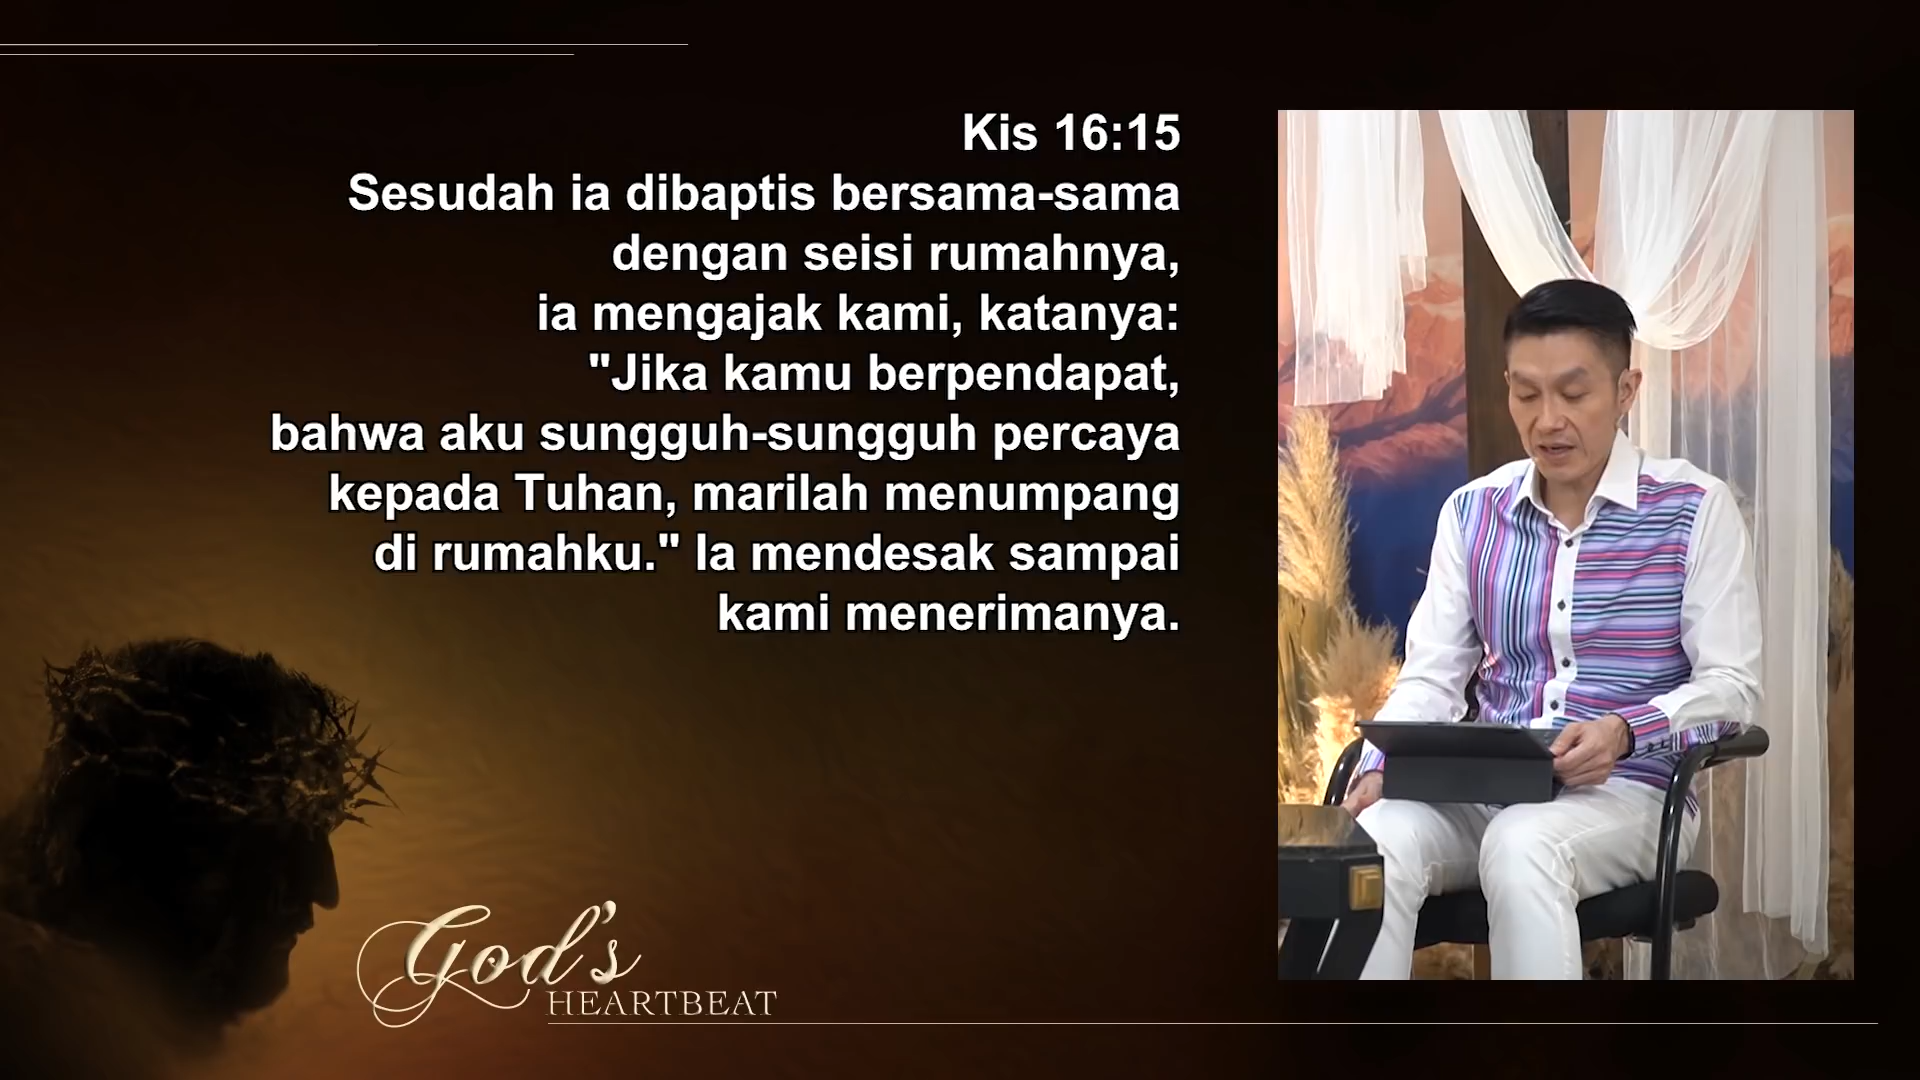 Kis 16:15
Sesudah ia dibaptis bersama-sama
dengan seisi rumahnya,
ia mengajak kami, katanya:
"Jika kamu berpendapat,
bahwa aku sungguh-sungguh percaya
kepada Tuhan, marilah menumpang
di rumahku." Ia mendesak sampai
kami menerimanya.
God's
HEARTBEAT